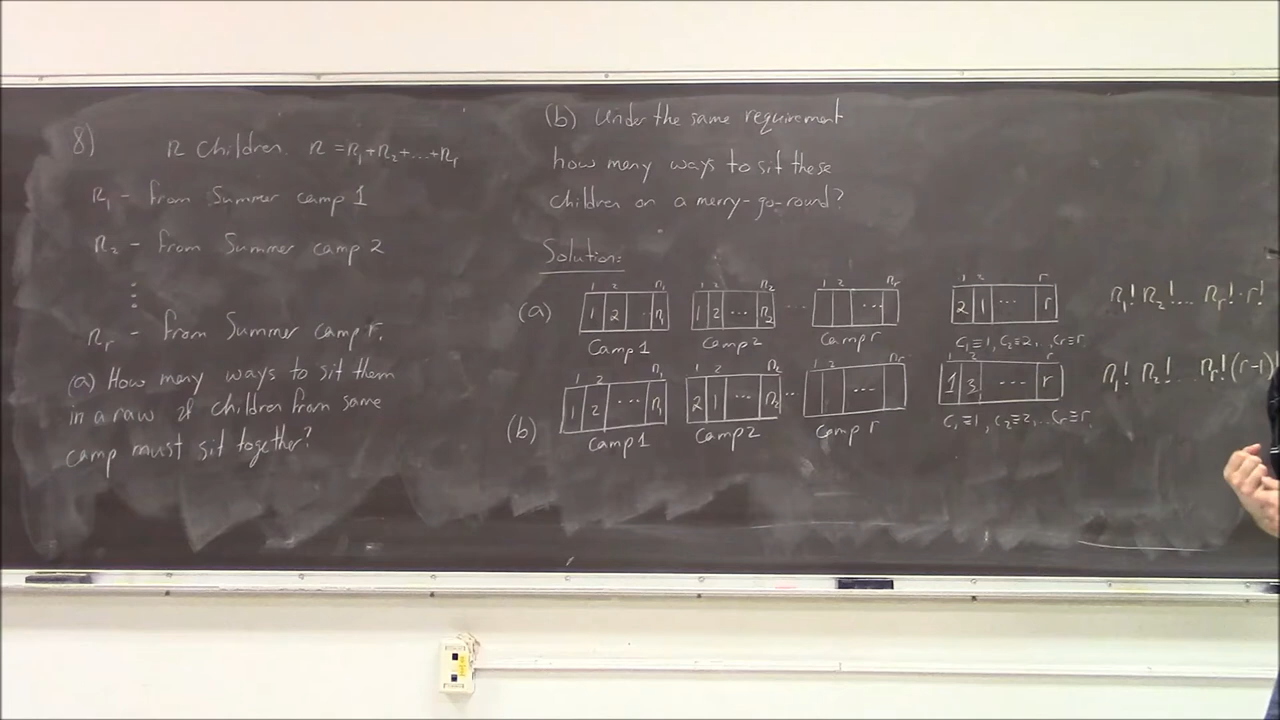 8)
n children. n = n₁+n₂+...+nᵣ
n₁ - from Summer camp 1
n₂ - from Summer camp 2
⋮
nᵣ - from Summer camp r.
(a) How many ways to sit them
in a raw if children from same
camp must sit together?
(b) Under the same requirement
how many ways to sit these
children on a merry-go-round?
Solution:
(a)
1 2 n₁
1 2 ... n₁
Camp 1
1 2 n₂
1 2 ... n₂
Camp 2
...
1 2 nᵣ
...
Camp r
1 2 r
2 1 ... r
C₁≡1, C₂≡2, ..Cᵣ≡r
n₁! n₂!... nᵣ!·r!
(b)
1 2 n₁
1 2 ... n₁
Camp 1
1 2 n₂
2 1 ... n₂
Camp 2
..
1 2 nᵣ
...
Camp r
1 2 r
1 3 ... r
C₁≡1, C₂≡2, ..Cᵣ≡r.
n₁! n₂!... nᵣ!(r-1)!